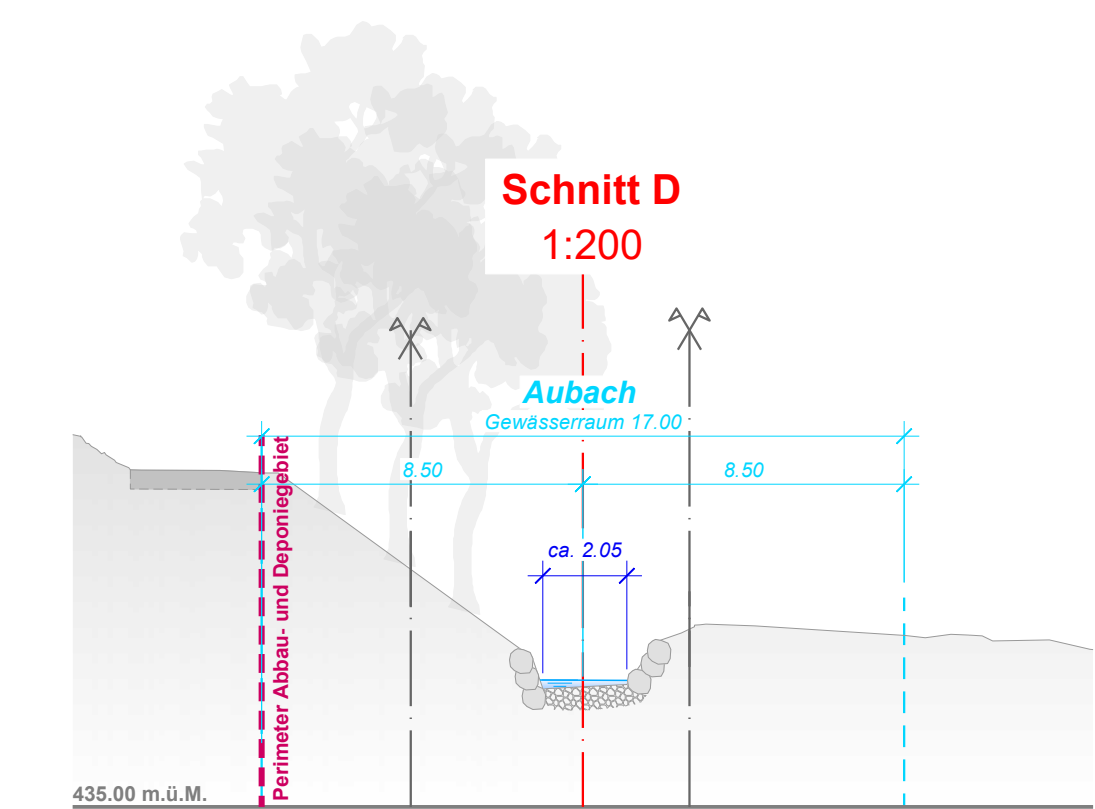 Schnitt D
1:200
Aubach
Gewässerraum 17.00
8.50
8.50
ca. 2.05
Perimeter Abbau- und Deponiegebiet
435.00 m.ü.M.